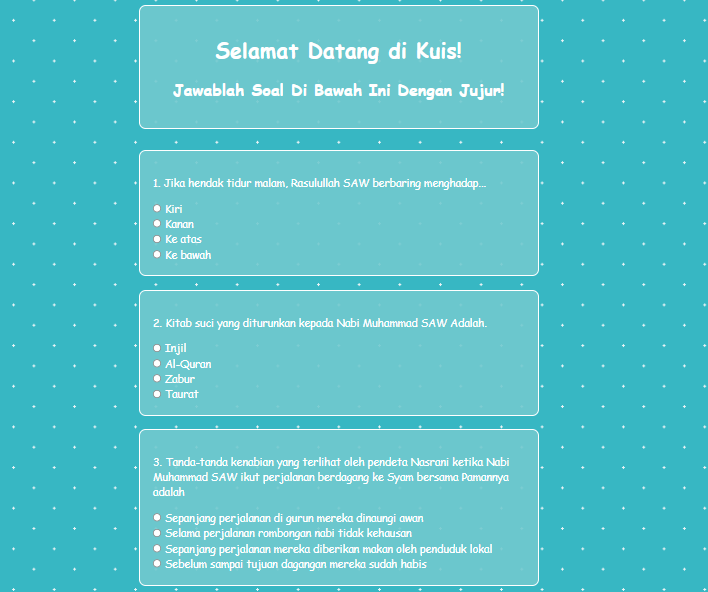 Selamat Datang di Kuis!
Jawablah Soal Di Bawah Ini Dengan Jujur!
1. Jika hendak tidur malam, Rasulullah SAW berbaring menghadap...
Kiri
Kanan
Ke atas
Ke bawah
2. Kitab suci yang diturunkan kepada Nabi Muhammad SAW Adalah.
Injil
Al-Quran
Zabur
Taurat
3. Tanda-tanda kenabian yang terlihat oleh pendeta Nasrani ketika Nabi
Muhammad SAW ikut perjalanan berdagang ke Syam bersama Pamannya
adalah
Sepanjang perjalanan di gurun mereka dinaungi awan
Selama perjalanan rombongan nabi tidak kehausan
Sepanjang perjalanan mereka diberikan makan oleh penduduk lokal
Sebelum sampai tujuan dagangan mereka sudah habis